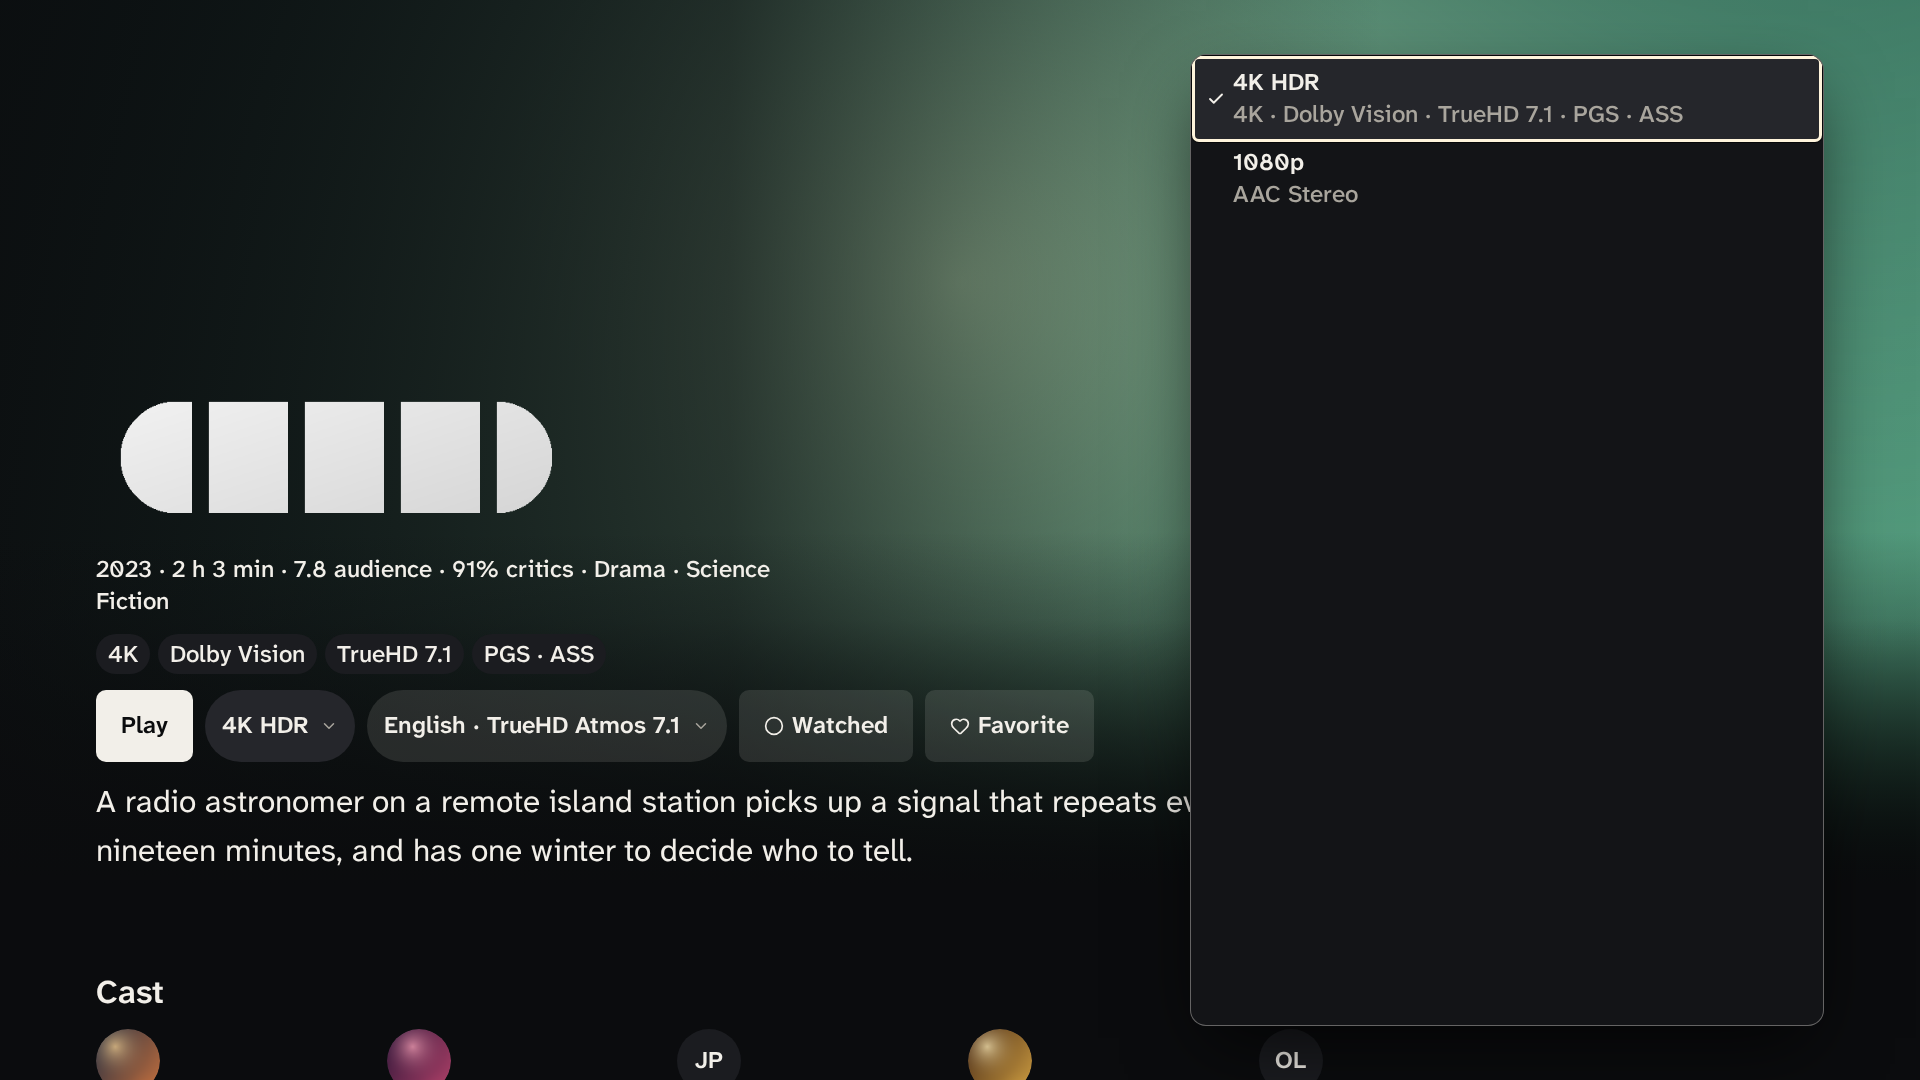 4K HDR
4K · Dolby Vision · TrueHD 7.1 · PGS · ASS
1080p
AAC Stereo
2023 · 2 h 3 min · 7.8 audience · 91% critics · Drama · Science
Fiction
4K
Dolby Vision
TrueHD 7.1
PGS · ASS
Play
4K HDR
English · TrueHD Atmos 7.1
Watched
Favorite
A radio astronomer on a remote island station picks up a signal that repeats
nineteen minutes, and has one winter to decide who to tell.
Cast
JP
OL